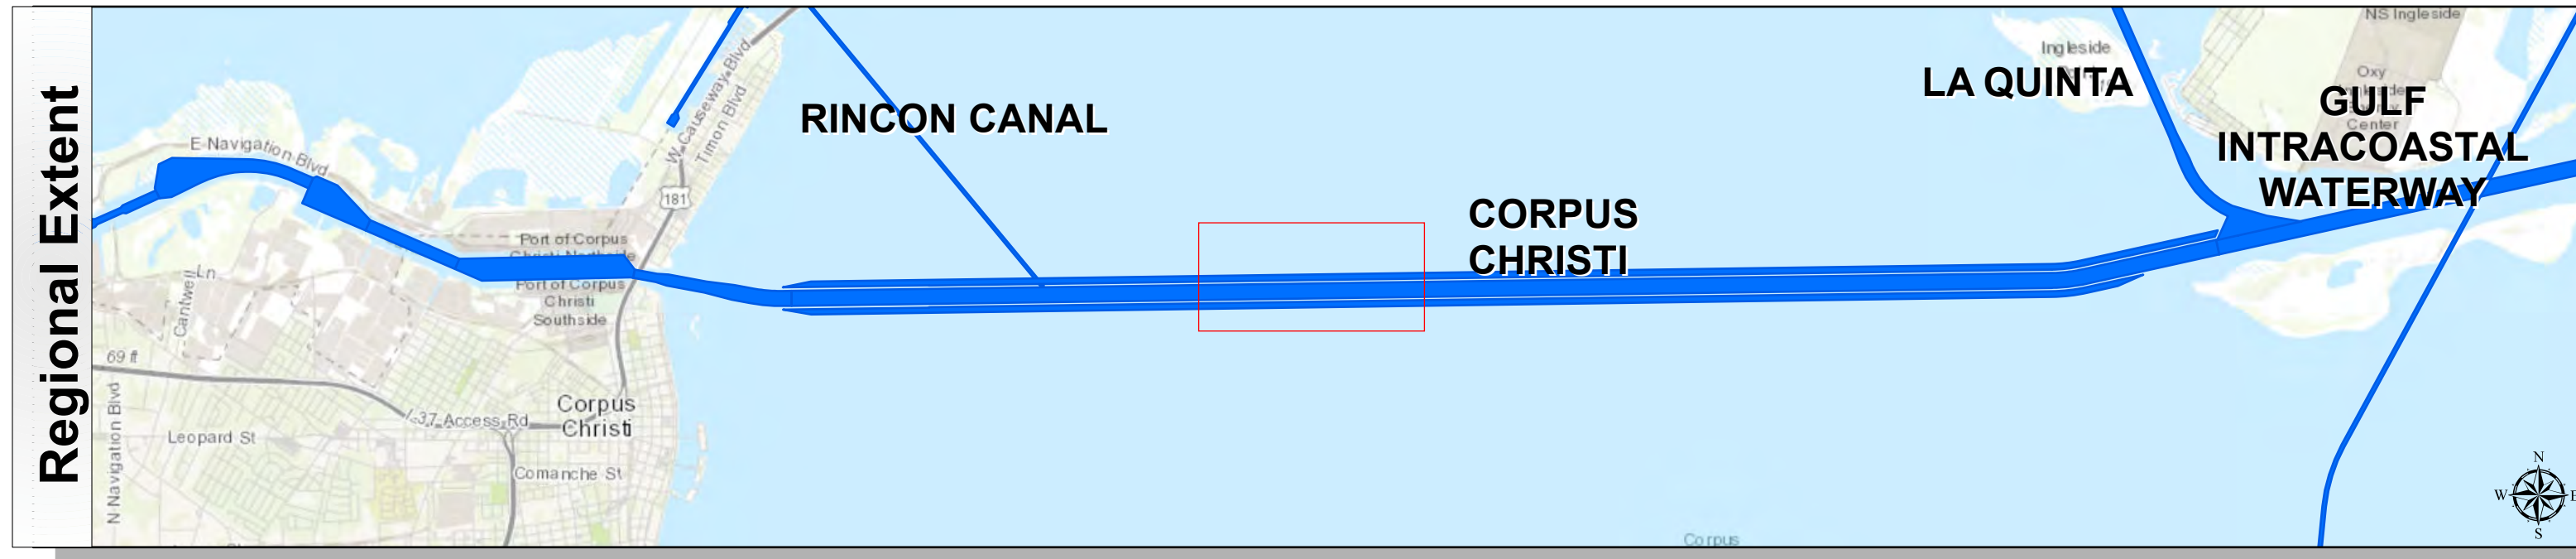 Regional Extent
NS Ingleside
Ingleside
LA QUINTA
Oxy
GULF
INTRACOASTAL
WATERWAY
Center
RINCON CANAL
W Causeway Blvd
Timon Blvd
E Navigation Blvd
181
CORPUS
CHRISTI
Port of Corpus
Christi Northside
Port of Corpus
Christi
Southside
Cantwell Ln
69 ft
N Navigation Blvd
I-37 Access Rd
Leopard St
Corpus
Christi
Comanche St
Corpus
N
W
E
S